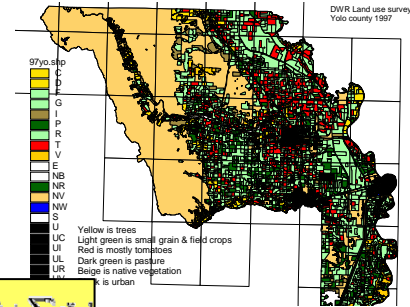 DWR Land use survey
Yolo county 1997
97yo.shp
C
D
F
G
I
P
R
T
V
E
NB
NR
NV
NW
S
U
UC
UI
UL
UR
Yellow is trees
Light green is small grain & field crops
Red is mostly tomatoes
Dark green is pasture
Beige is native vegetation
k is urban